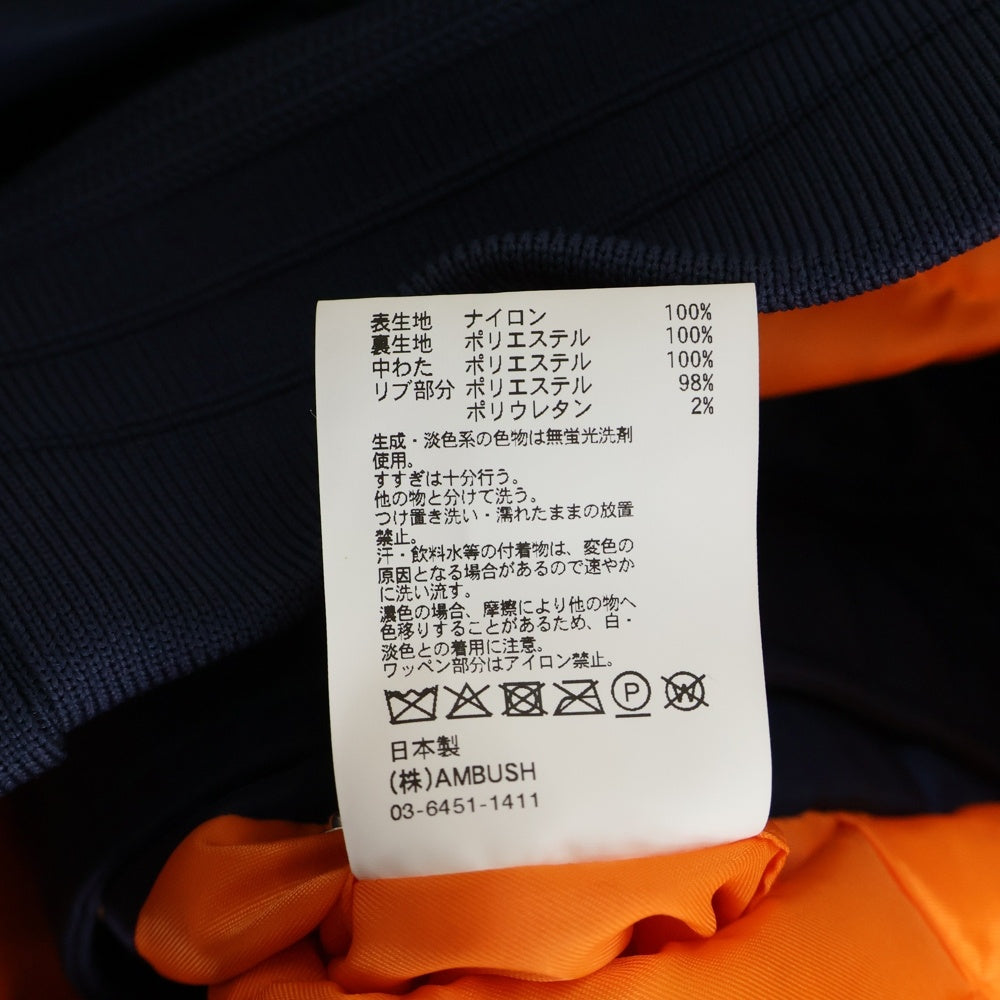 表生地 ナイロン 100%
裏生地 ポリエステル 100%
中わた ポリエステル 100%
リブ部分 ポリエステル 98%
ポリウレタン 2%
生成・淡色系の色物は無蛍光洗剤
使用。
すすぎは十分行う。
他の物と分けて洗う。
つけ置き洗い・濡れたままの放置
禁止。
汗・飲料水等の付着物は、変色の
原因となる場合があるので速やか
に洗い流す。
濃色の場合、摩擦により他の物へ
色移りすることがあるため、白・
淡色との着用に注意。
ワッペン部分はアイロン禁止。
P W
日本製
(株)AMBUSH
03-6451-1411